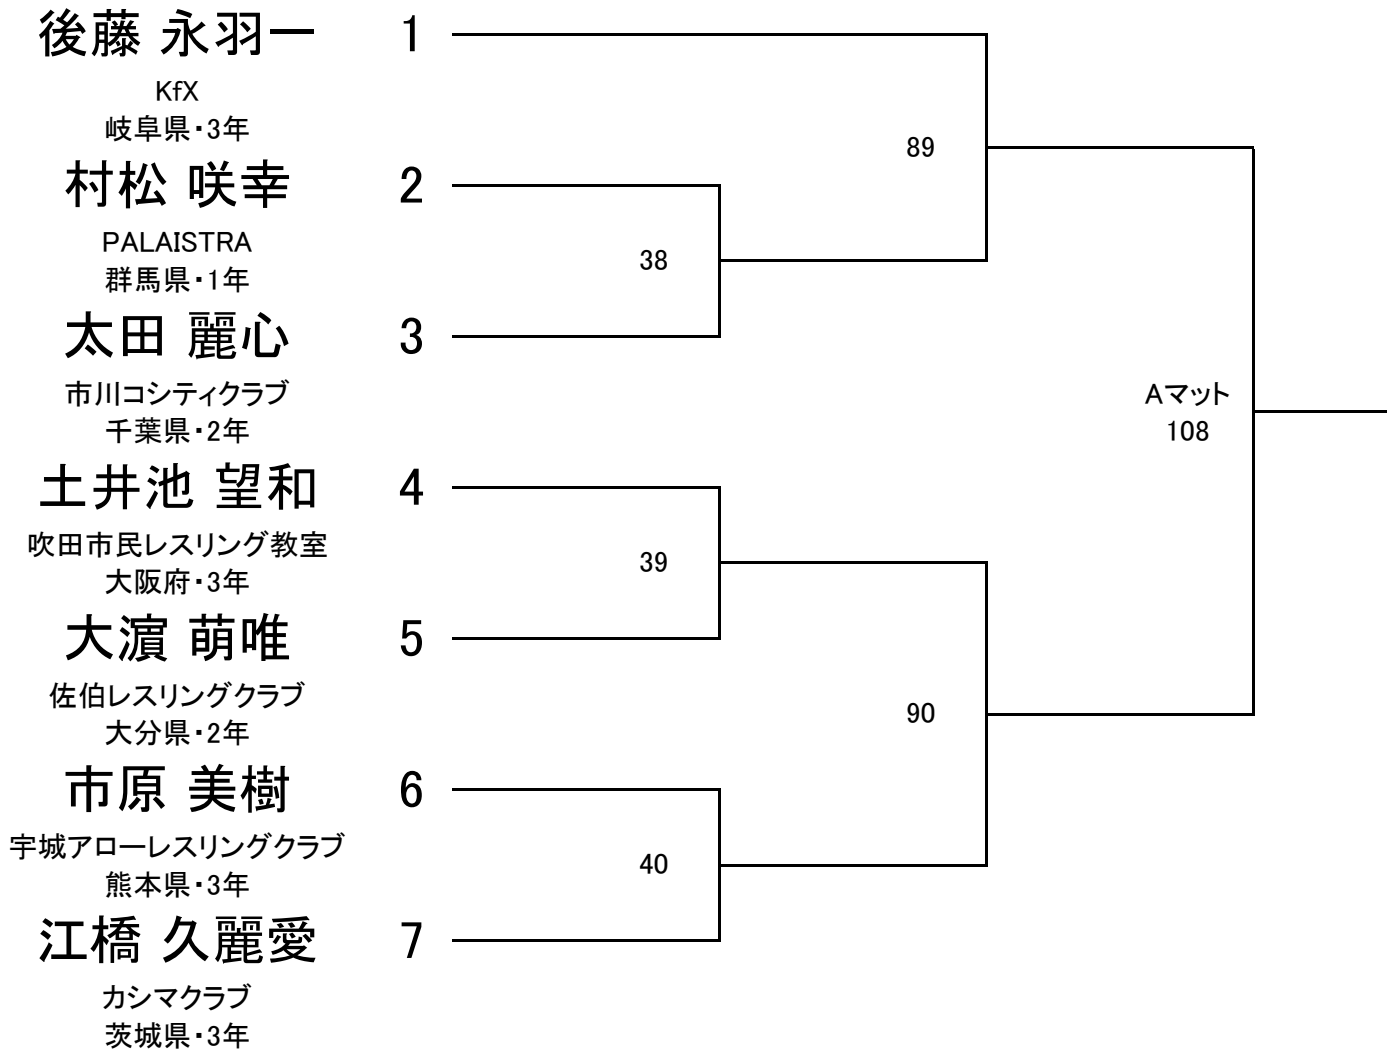 後藤 永羽一 1
KfX
岐阜県・3年
89
村松 咲幸 2
PALAISTRA
群馬県・1年
38
太田 麗心 3
市川コシティクラブ
千葉県・2年
Aマット
108
土井池 望和 4
吹田市民レスリング教室
大阪府・3年
39
大濵 萌唯 5
佐伯レスリングクラブ
大分県・2年
90
市原 美樹 6
宇城アローレスリングクラブ
熊本県・3年
40
江橋 久麗愛 7
カシマクラブ
茨城県・3年